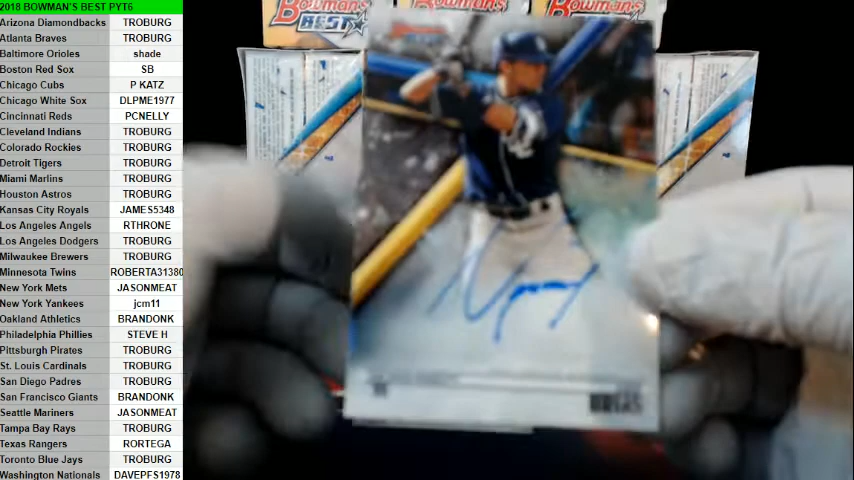 2018 BOWMAN'S BEST PYT6
Arizona Diamondbacks TROBURG
Atlanta Braves TROBURG
Baltimore Orioles shade
Boston Red Sox SB
Chicago Cubs P KATZ
Chicago White Sox DLPME1977
Cincinnati Reds PCNELLY
Cleveland Indians TROBURG
Colorado Rockies TROBURG
Detroit Tigers TROBURG
Miami Marlins TROBURG
Houston Astros TROBURG
Kansas City Royals JAMES5348
Los Angeles Angels RTHRONE
Los Angeles Dodgers TROBURG
Milwaukee Brewers TROBURG
Minnesota Twins ROBERTA31380
New York Mets JASONMEAT
New York Yankees jcm11
Oakland Athletics BRANDONK
Philadelphia Phillies STEVE H
Pittsburgh Pirates TROBURG
St. Louis Cardinals TROBURG
San Diego Padres TROBURG
San Francisco Giants BRANDONK
Seattle Mariners JASONMEAT
Tampa Bay Rays TROBURG
Texas Rangers RORTEGA
Toronto Blue Jays TROBURG
Washington Nationals DAVEPFS1978
Bowman's Bowman's Bowman's
BEST